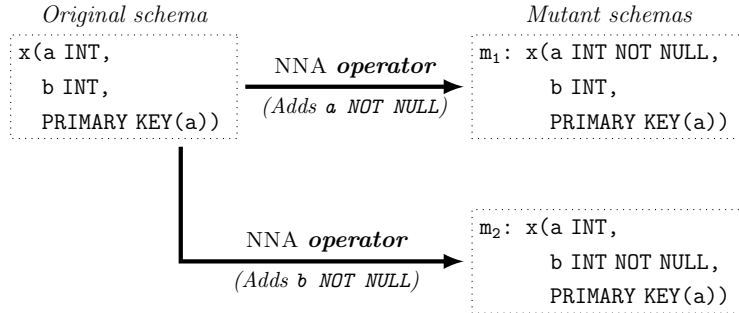 Original schema
x(a INT,
b INT,
PRIMARY KEY(a))
NNA operator
(Adds a NOT NULL)
Mutant schemas
m1: x(a INT NOT NULL,
b INT,
PRIMARY KEY(a))
NNA operator
(Adds b NOT NULL)
m2: x(a INT,
b INT NOT NULL,
PRIMARY KEY(a))